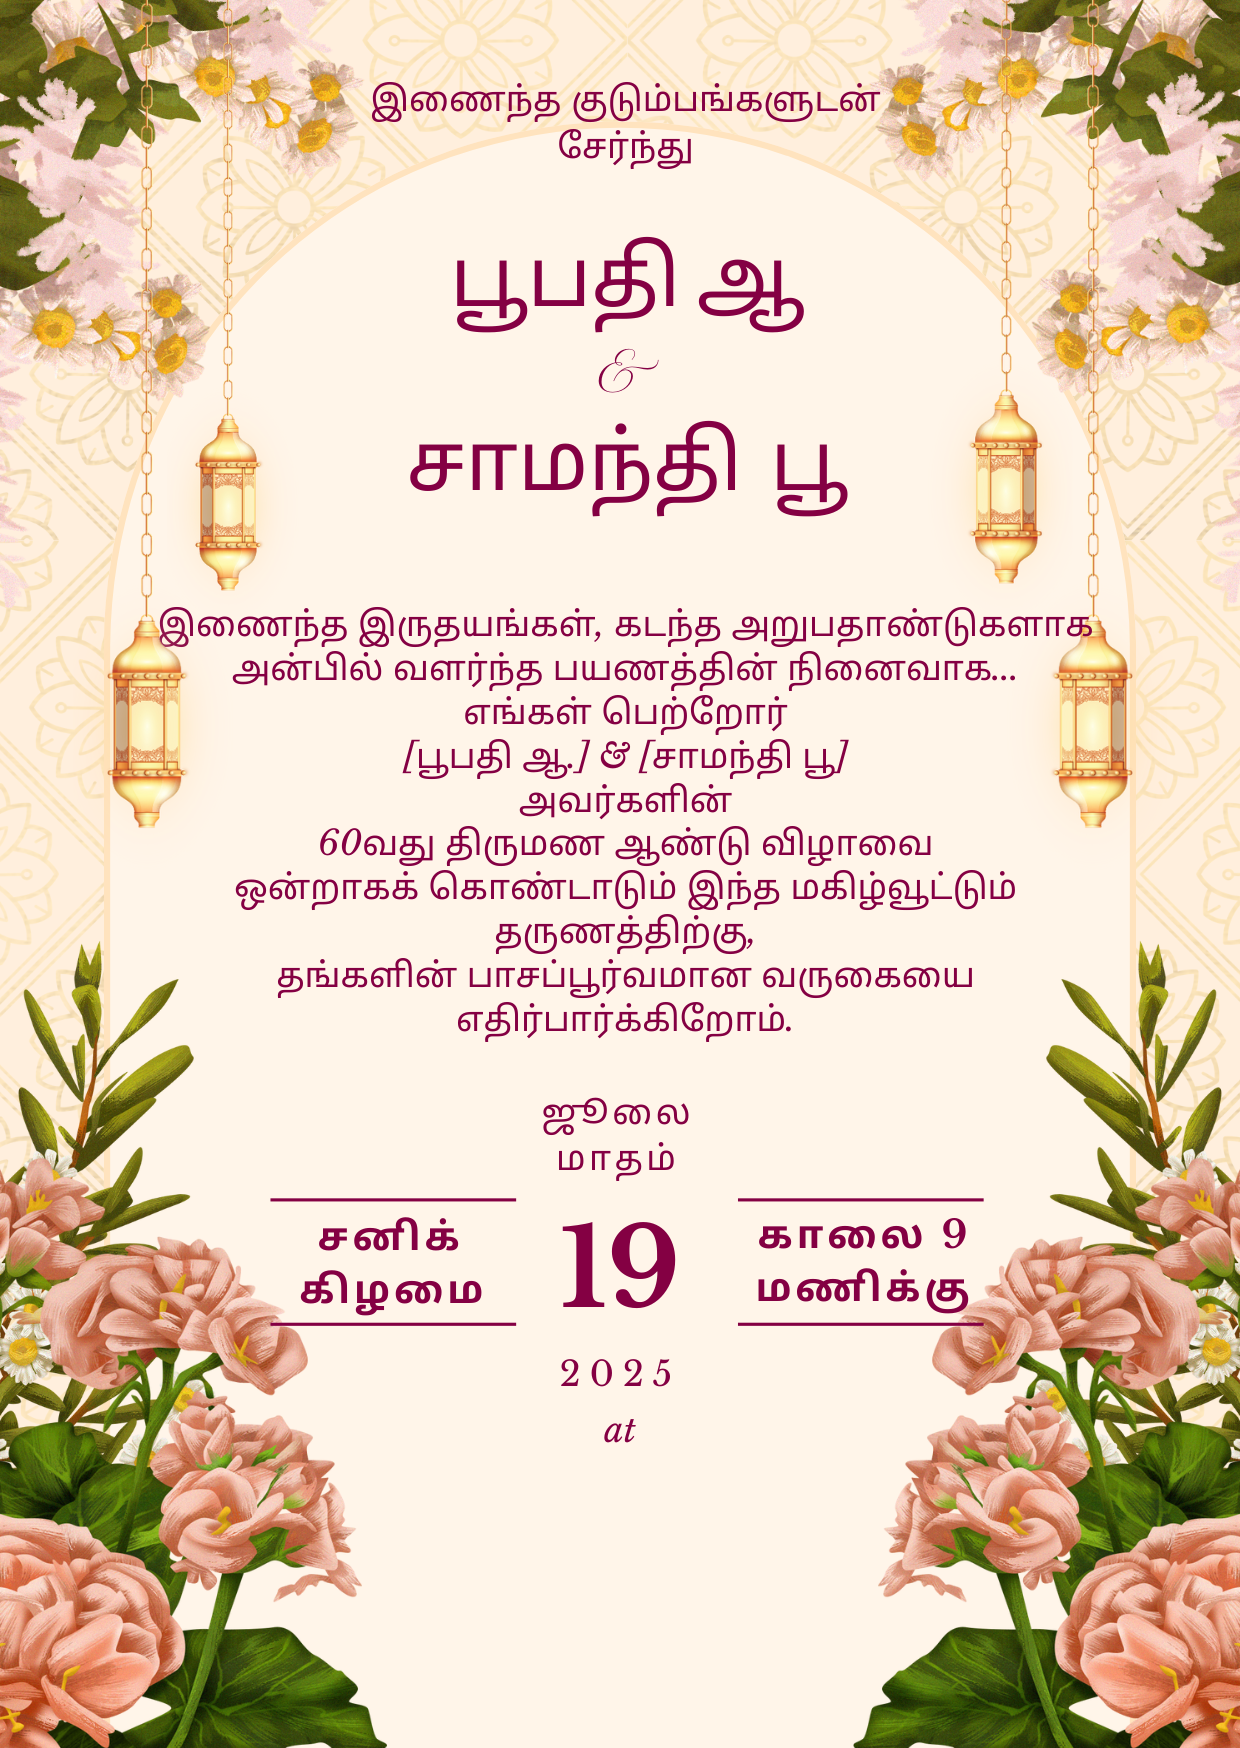 இணைந்த குடும்பங்களுடன்
சேர்ந்து
பூபதி ஆ
&
சாமந்தி பூ
இணைந்த இருதயங்கள், கடந்த அறுபதாண்டுகளாக
அன்பில் வளர்ந்த பயணத்தின் நினைவாக...
எங்கள் பெற்றோர்
[பூபதி ஆ.] & [சாமந்தி பூ]
அவர்களின்
60வது திருமண ஆண்டு விழாவை
ஒன்றாகக் கொண்டாடும் இந்த மகிழ்வூட்டும்
தருணத்திற்கு,
தங்களின் பாசப்பூர்வமான வருகையை
எதிர்பார்க்கிறோம்.
ஜூலை
மாதம்
சனிக்
கிழமை
19
காலை 9
மணிக்கு
2025
at